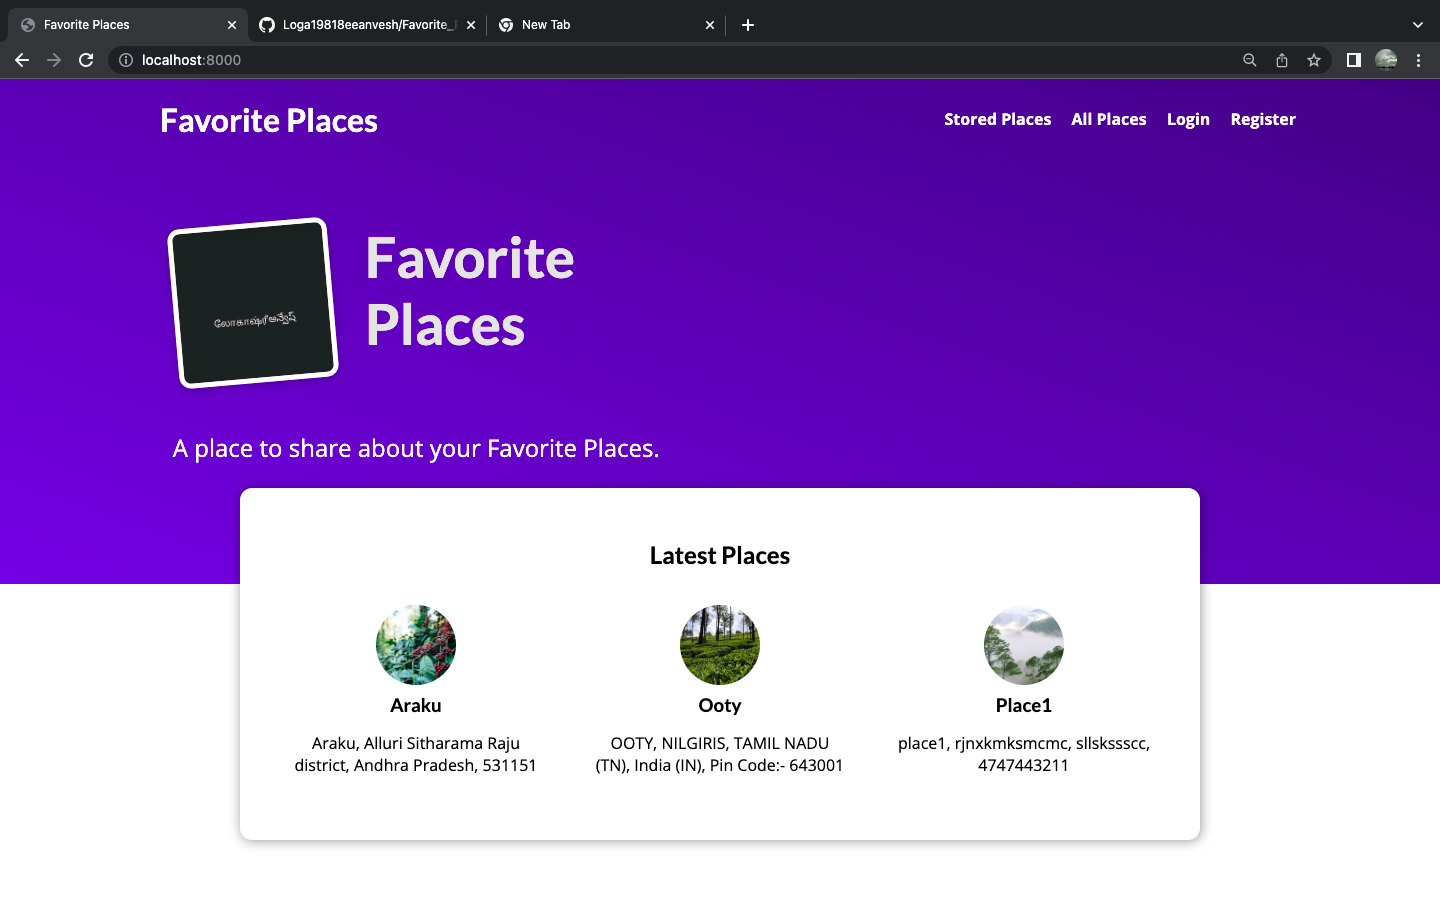 Favorite Places
Loga19818eeanvesh/Favorite_
New Tab
localhost:8000
Favorite Places
Stored Places All Places Login Register
லோகாஷ்ரீఅన్వేష్
Favorite
Places
A place to share about your Favorite Places.
Latest Places
Araku
Araku, Alluri Sitharama Raju
district, Andhra Pradesh, 531151
Ooty
OOTY, NILGIRIS, TAMIL NADU
(TN), India (IN), Pin Code:- 643001
Place1
place1, rjnxkmksmcmc, sllskssscc,
4747443211